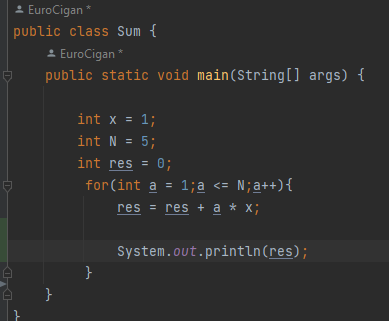 EuroCigan *
public class Sum {
EuroCigan *
public static void main(String[] args) {
int x = 1;
int N = 5;
int res = 0;
for(int a = 1;a <= N;a++){
res = res + a * x;
System.out.println(res);
}
}
}